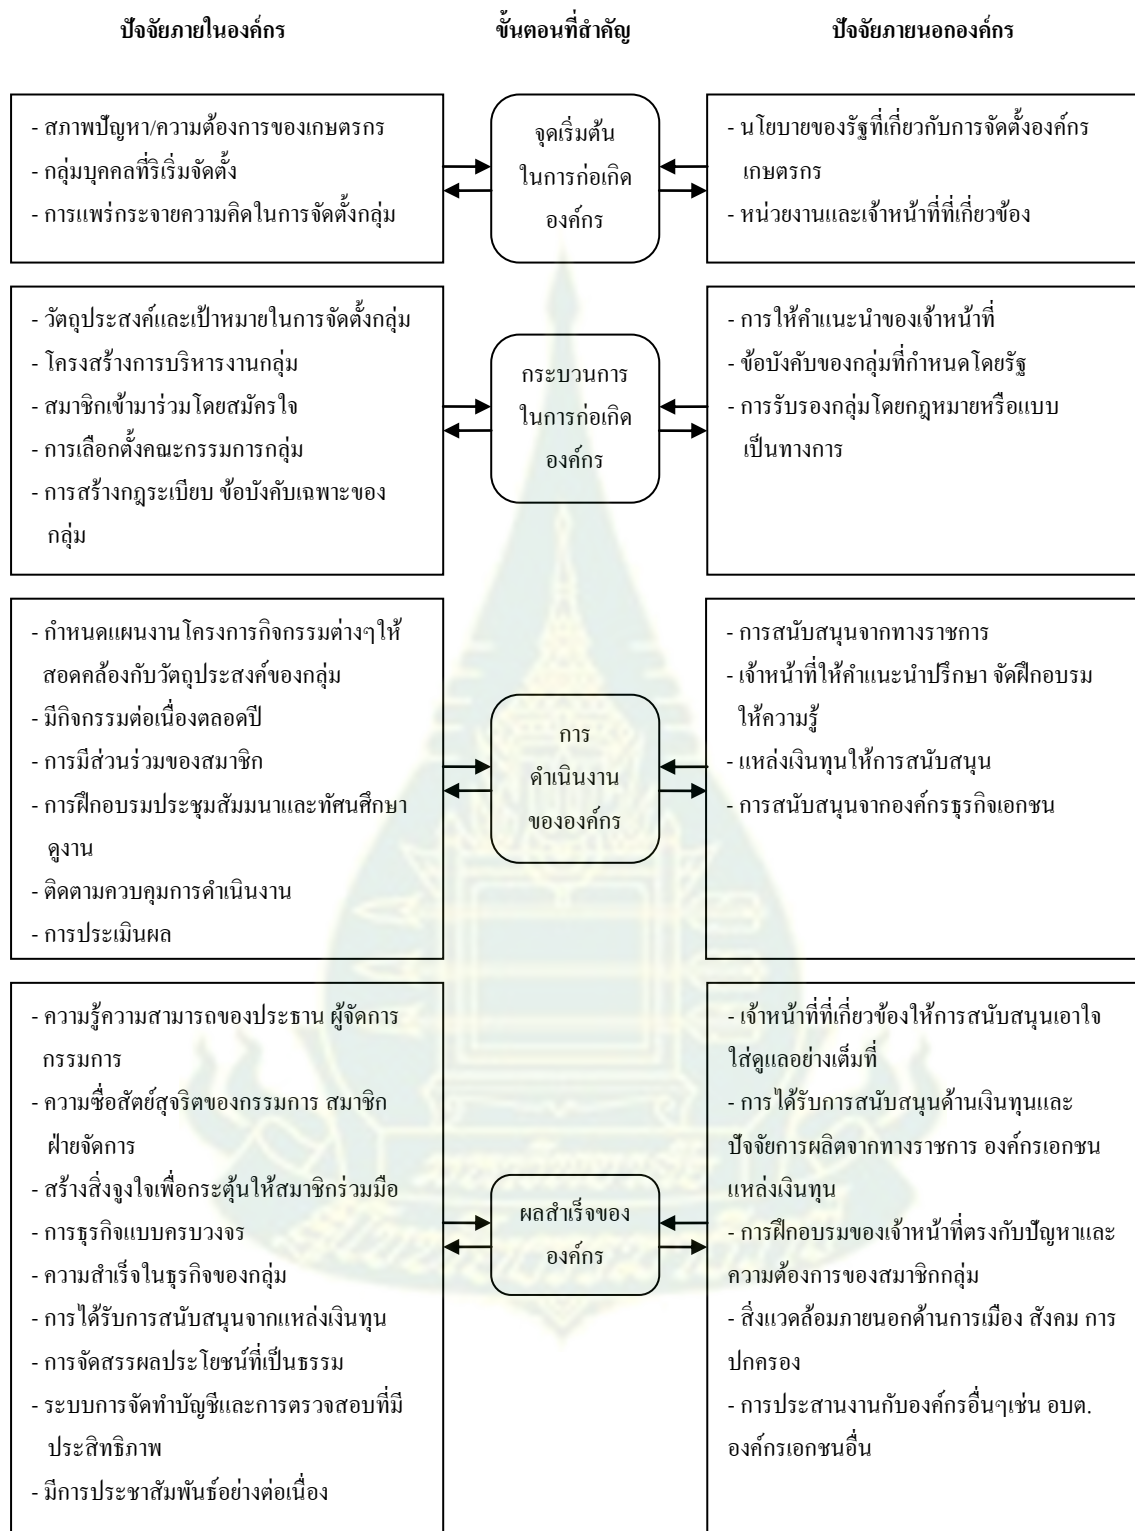 ปัจจัยภายในองค์กร
ขั้นตอนที่สำคัญ
ปัจจัยภายนอกองค์กร
- สภาพปัญหา/ความต้องการของเกษตรกร
- กลุ่มบุคคลที่ริเริ่มจัดตั้ง
- การแพร่กระจายความคิดในการจัดตั้งกลุ่ม
จุดเริ่มต้น
ในการก่อเกิด
องค์กร
- นโยบายของรัฐที่เกี่ยวกับการจัดตั้งองค์กร
เกษตรกร
- หน่วยงานและเจ้าหน้าที่ที่เกี่ยวข้อง
- วัตถุประสงค์และเป้าหมายในการจัดตั้งกลุ่ม
- โครงสร้างการบริหารงานกลุ่ม
- สมาชิกเข้ามาร่วมโดยสมัครใจ
- การเลือกตั้งคณะกรรมการกลุ่ม
- การสร้างกฎระเบียบ ข้อบังคับเฉพาะของ
กลุ่ม
กระบวนการ
ในการก่อเกิด
องค์กร
- การให้คำแนะนำของเจ้าหน้าที่
- ข้อบังคับของกลุ่มที่กำหนดโดยรัฐ
- การรับรองกลุ่มโดยกฎหมายหรือแบบ
เป็นทางการ
- กำหนดแผนงานโครงการกิจกรรมต่างๆให้
สอดคล้องกับวัตถุประสงค์ของกลุ่ม
- มีกิจกรรมต่อเนื่องตลอดปี
- การมีส่วนร่วมของสมาชิก
- การฝึกอบรมประชุมสัมมนาและทัศนศึกษา
ดูงาน
- ติดตามควบคุมการดำเนินงาน
- การประเมินผล
การ
ดำเนินงาน
ขององค์กร
- การสนับสนุนจากทางราชการ
- เจ้าหน้าที่ให้คำแนะนำปรึกษา จัดฝึกอบรม
ให้ความรู้
- แหล่งเงินทุนให้การสนับสนุน
- การสนับสนุนจากองค์กรธุรกิจเอกชน
- ความรู้ความสามารถของประธาน ผู้จัดการ
กรรมการ
- ความซื่อสัตย์สุจริตของกรรมการ สมาชิก
ฝ่ายจัดการ
- สร้างสิ่งจูงใจเพื่อกระตุ้นให้สมาชิกร่วมมือ
- การธุรกิจแบบครบวงจร
- ความสำเร็จในธุรกิจของกลุ่ม
- การได้รับการสนับสนุนจากแหล่งเงินทุน
- การจัดสรรผลประโยชน์ที่เป็นธรรม
- ระบบการจัดทำบัญชีและการตรวจสอบที่มี
ประสิทธิภาพ
- มีการประชาสัมพันธ์อย่างต่อเนื่อง
ผลสำเร็จของ
องค์กร
- เจ้าหน้าที่ที่เกี่ยวข้องให้การสนับสนุนเอาใจ
ใส่ดูแลอย่างเต็มที่
- การได้รับการสนับสนุนด้านเงินทุนและ
ปัจจัยการผลิตจากทางราชการ องค์กรเอกชน
แหล่งเงินทุน
- การฝึกอบรมของเจ้าหน้าที่ตรงกับปัญหาและ
ความต้องการของสมาชิกกลุ่ม
- สิ่งแวดล้อมภายนอกด้านการเมือง สังคม การ
ปกครอง
- การประสานงานกับองค์กรอื่นๆเช่น อบต.
องค์กรเอกชนอื่น